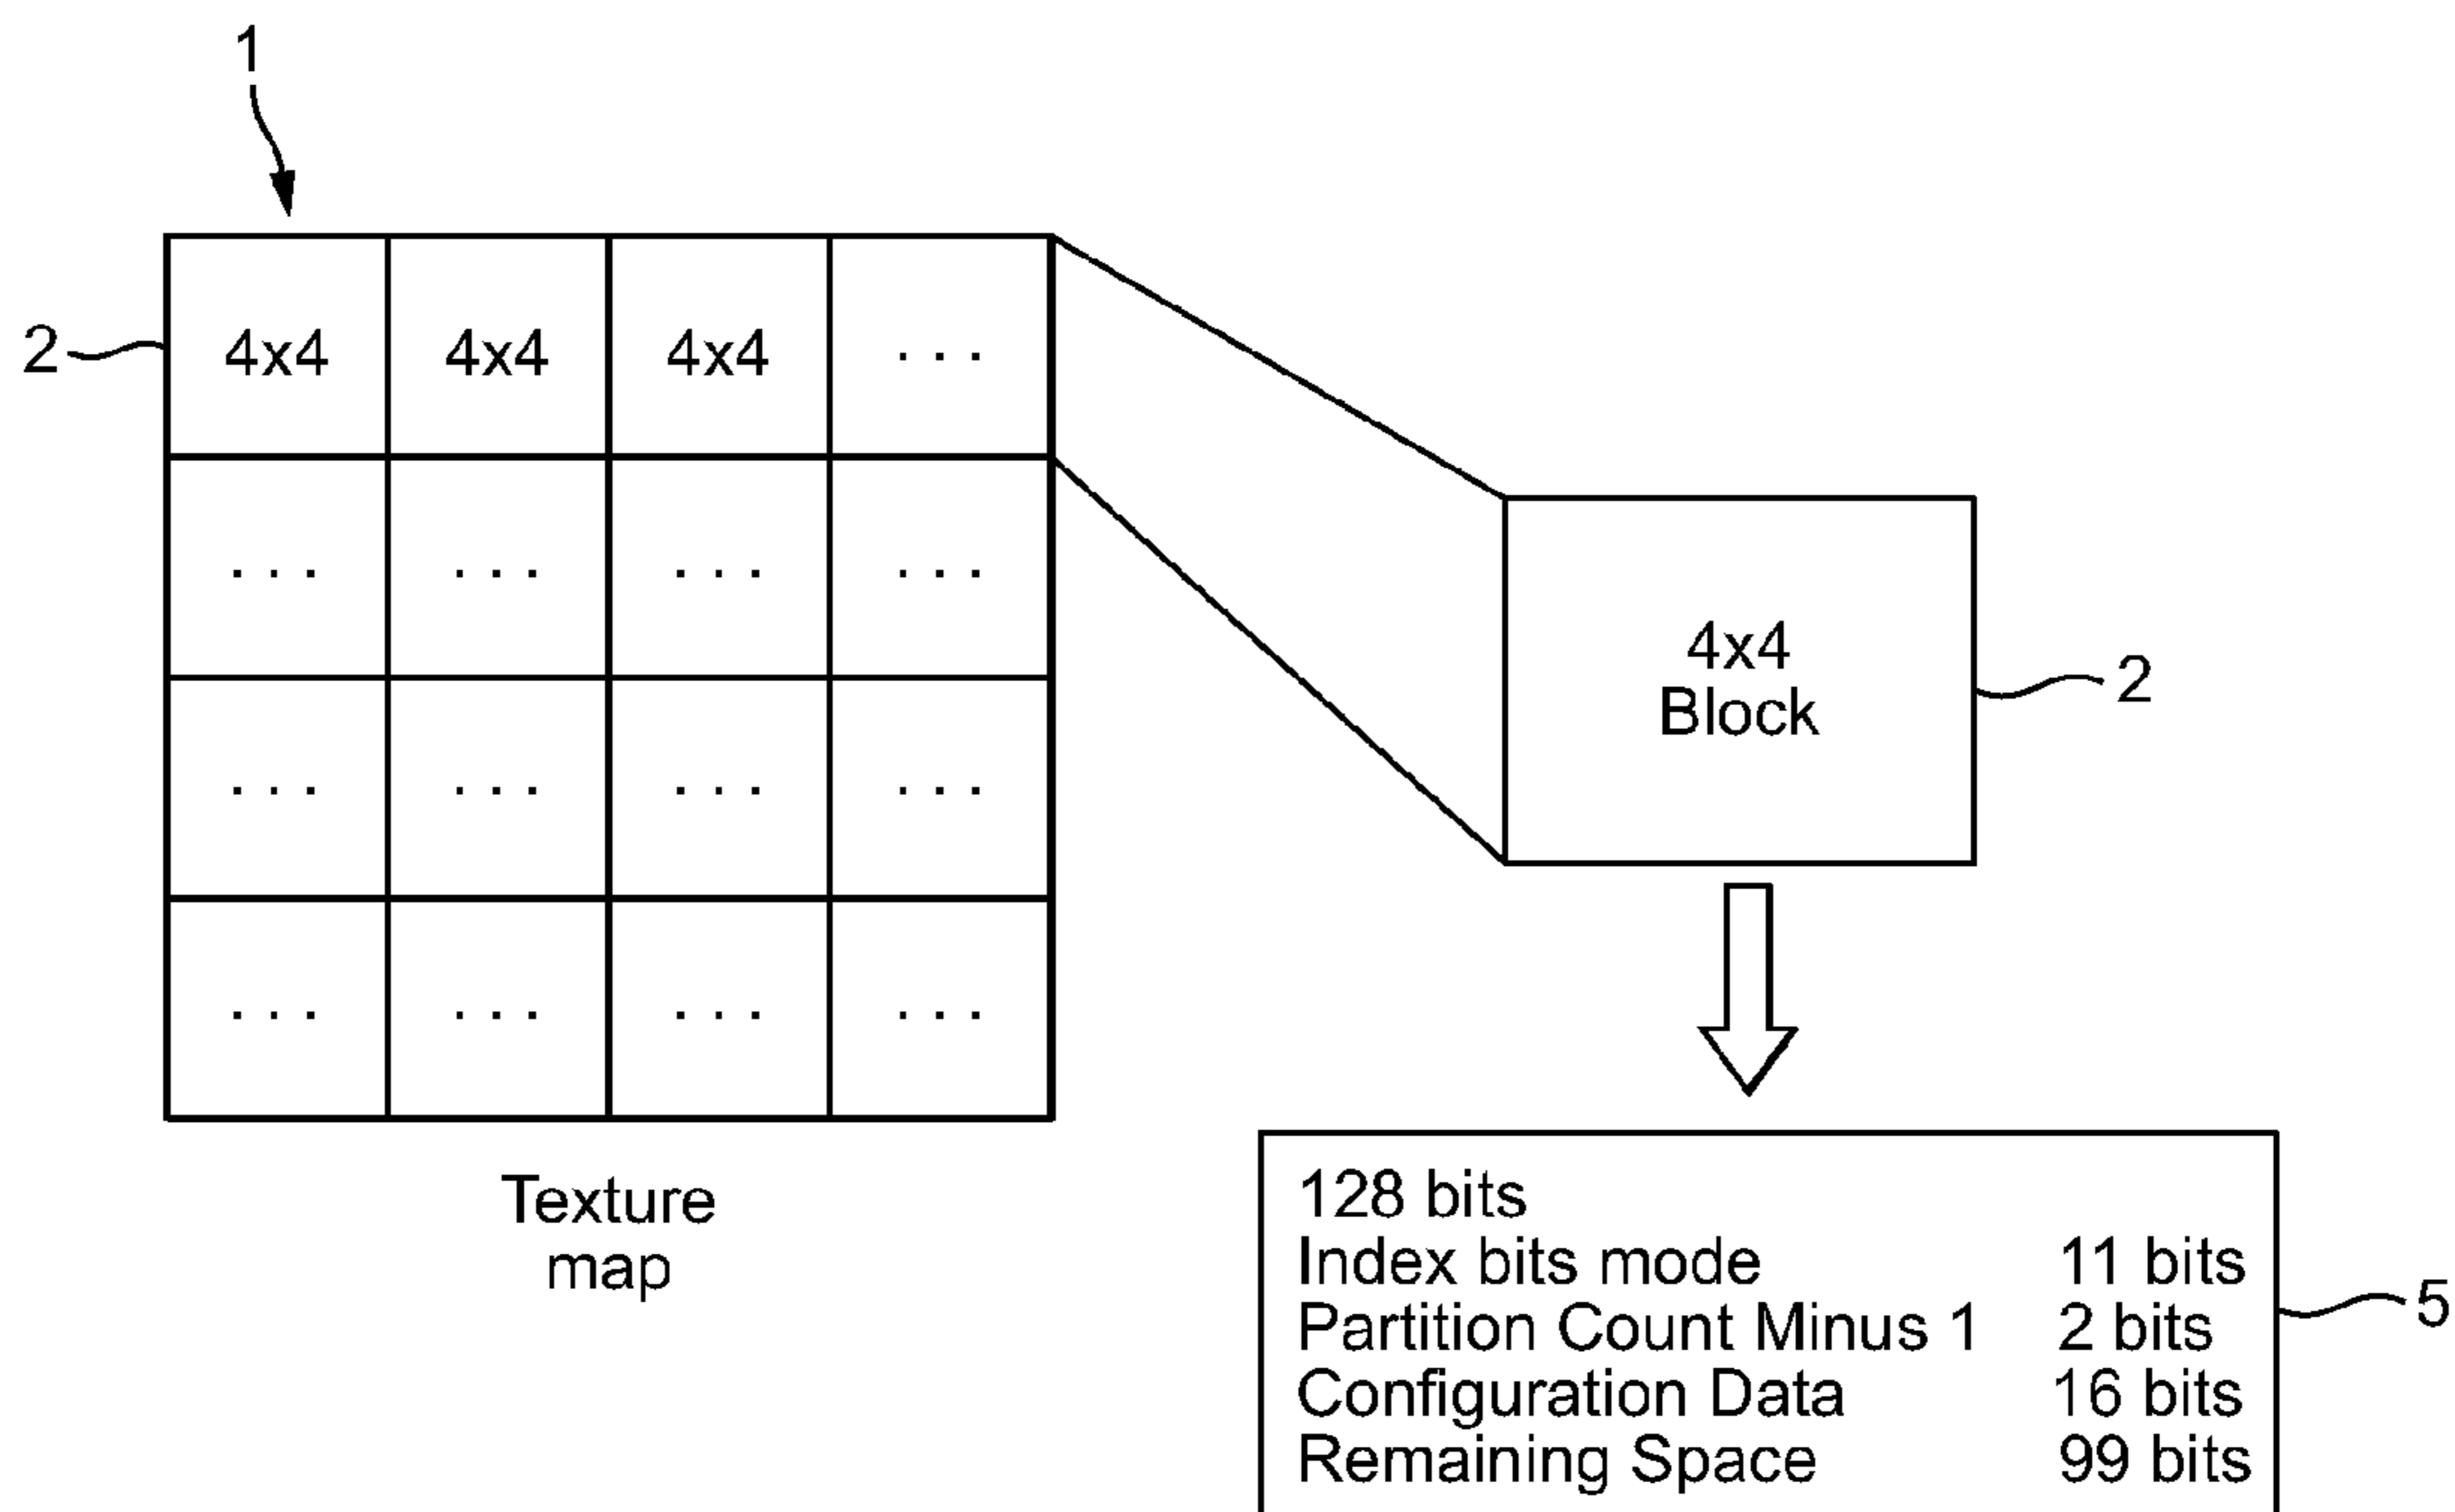 1
2
4x4 4x4 4x4 ...
... ... ... ...
... ... ... ...
... ... ... ...
Texture
map
4x4
Block
2
128 bits
Index bits mode 11 bits
Partition Count Minus 1 2 bits
Configuration Data 16 bits
Remaining Space 99 bits
5